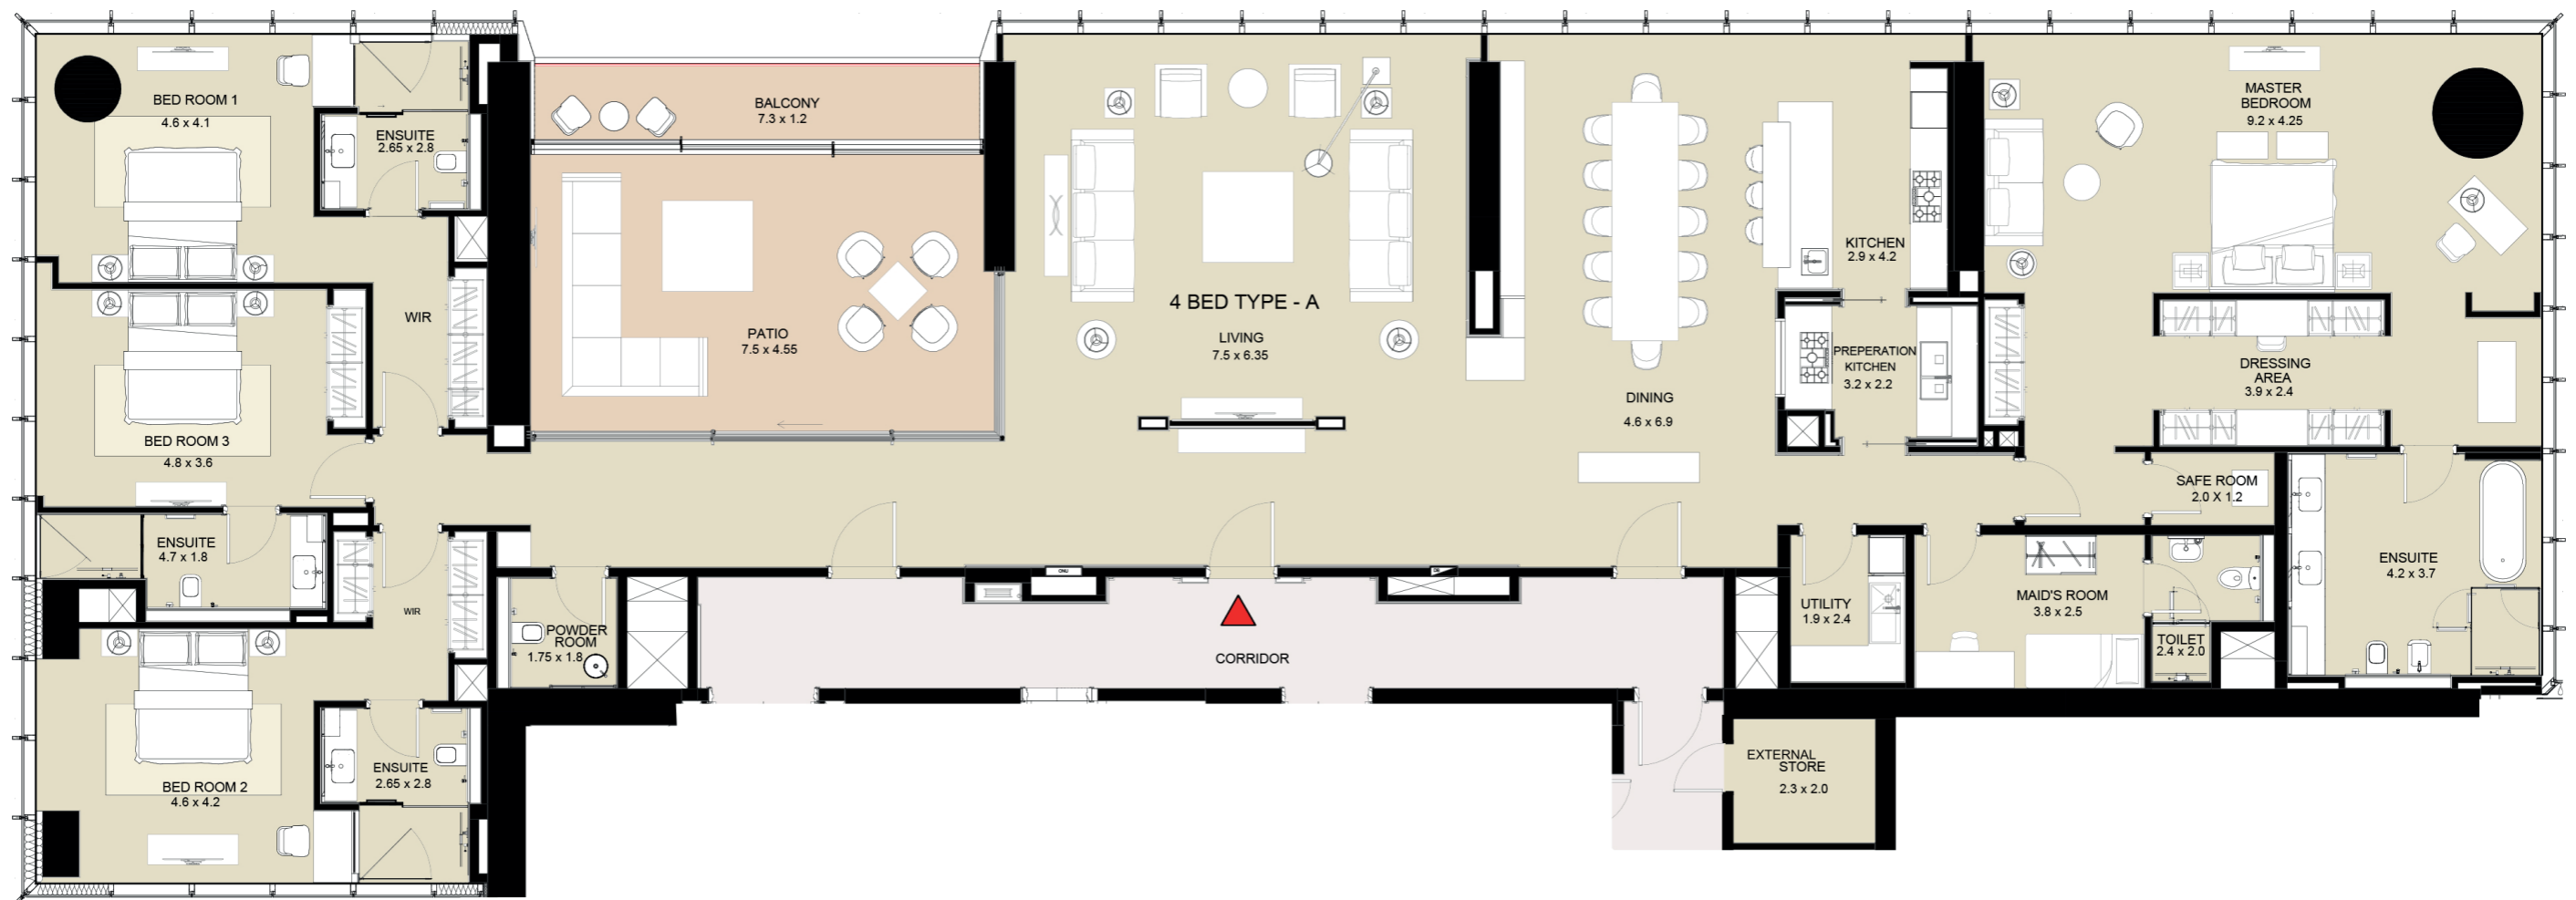 BED ROOM 1
4.6 x 4.1
ENSUITE
2.65 x 2.8
BALCONY
7.3 x 1.2
MASTER
BEDROOM
9.2 x 4.25
KITCHEN
2.9 x 4.2
WIR
PATIO
7.5 x 4.55
4 BED TYPE - A
LIVING
7.5 x 6.35
PREPERATION
KITCHEN
3.2 x 2.2
DRESSING
AREA
3.9 x 2.4
DINING
4.6 x 6.9
BED ROOM 3
4.8 x 3.6
SAFE ROOM
2.0 X 1.2
ENSUITE
4.7 x 1.8
ENSUITE
4.2 x 3.7
WIR
POWDER
ROOM
1.75 x 1.8
CORRIDOR
UTILITY
1.9 x 2.4
MAID'S ROOM
3.8 x 2.5
TOILET
2.4 x 2.0
BED ROOM 2
4.6 x 4.2
ENSUITE
2.65 x 2.8
EXTERNAL
STORE
2.3 x 2.0